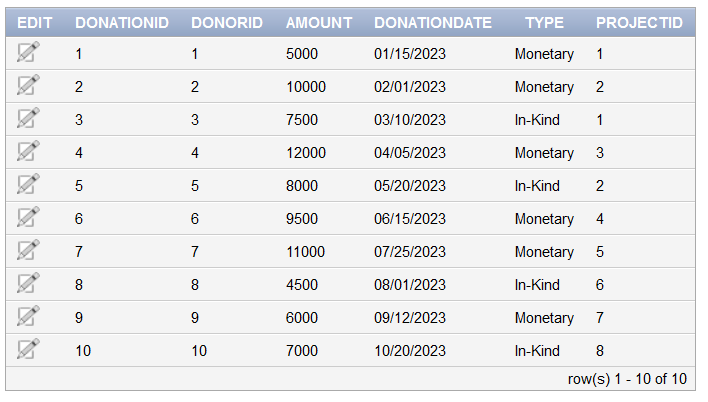 EDIT DONATIONID DONORID AMOUNT DONATIONDATE TYPE PROJECTID
1 1 5000 01/15/2023 Monetary 1
2 2 10000 02/01/2023 Monetary 2
3 3 7500 03/10/2023 In-Kind 1
4 4 12000 04/05/2023 Monetary 3
5 5 8000 05/20/2023 In-Kind 2
6 6 9500 06/15/2023 Monetary 4
7 7 11000 07/25/2023 Monetary 5
8 8 4500 08/01/2023 In-Kind 6
9 9 6000 09/12/2023 Monetary 7
10 10 7000 10/20/2023 In-Kind 8
row(s) 1 - 10 of 10